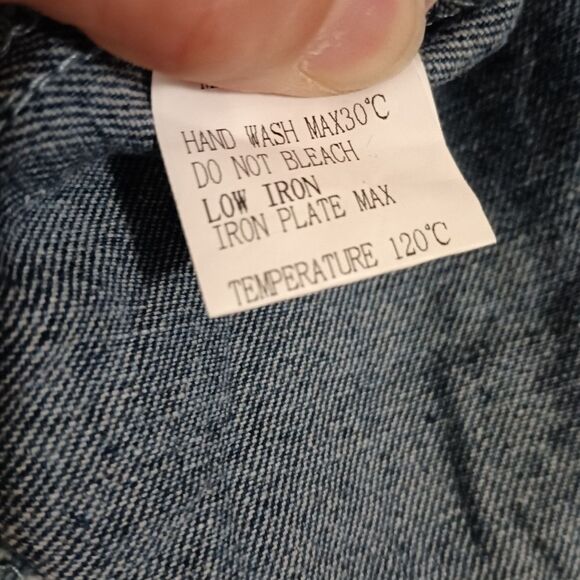 HAND WASH MAX30°C
DO NOT BLEACH
LOW IRON
IRON PLATE MAX
TEMPERATURE 120°C